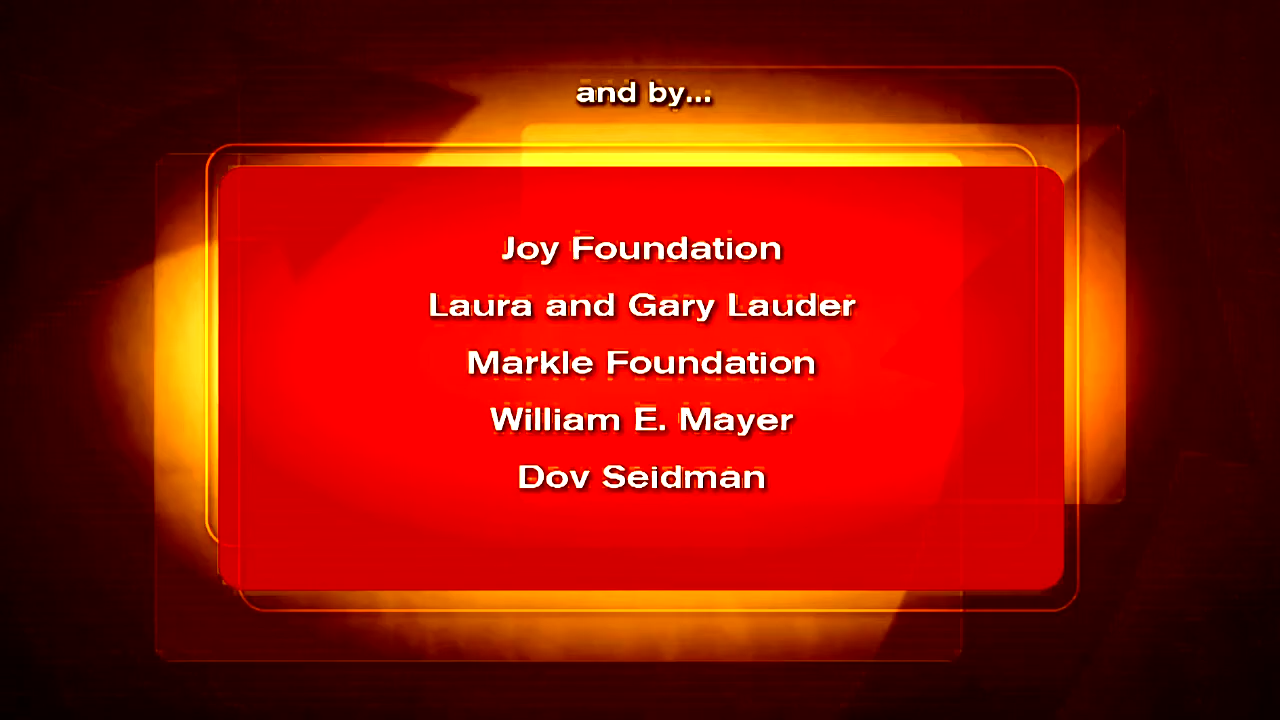 and by...
Joy Foundation
Laura and Gary Lauder
Markle Foundation
William E. Mayer
Dov Seidman